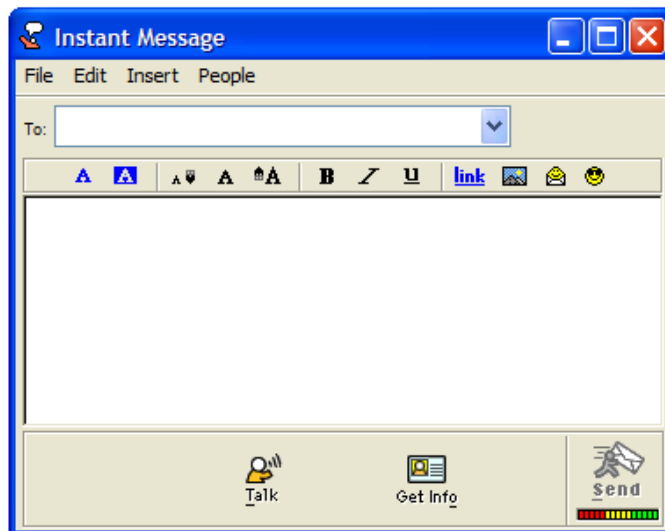 Instant Message
File Edit Insert People
To:
A A A A A B I U link
Talk Get Info Send